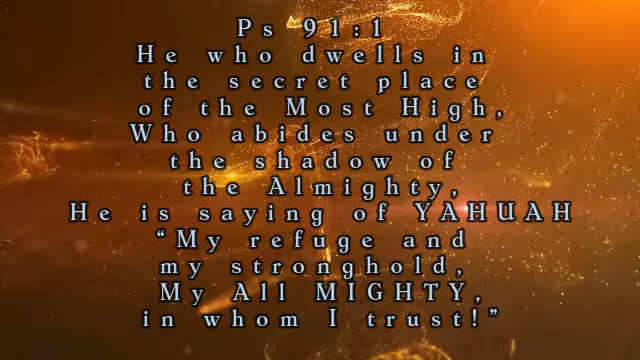 Ps 91:1
He who dwells in
the secret place
of the Most High,
Who abides under
the shadow of
the Almighty,
He is saying of YAHUAH
“My refuge and
my stronghold,
My All MIGHTY,
in whom I trust!”